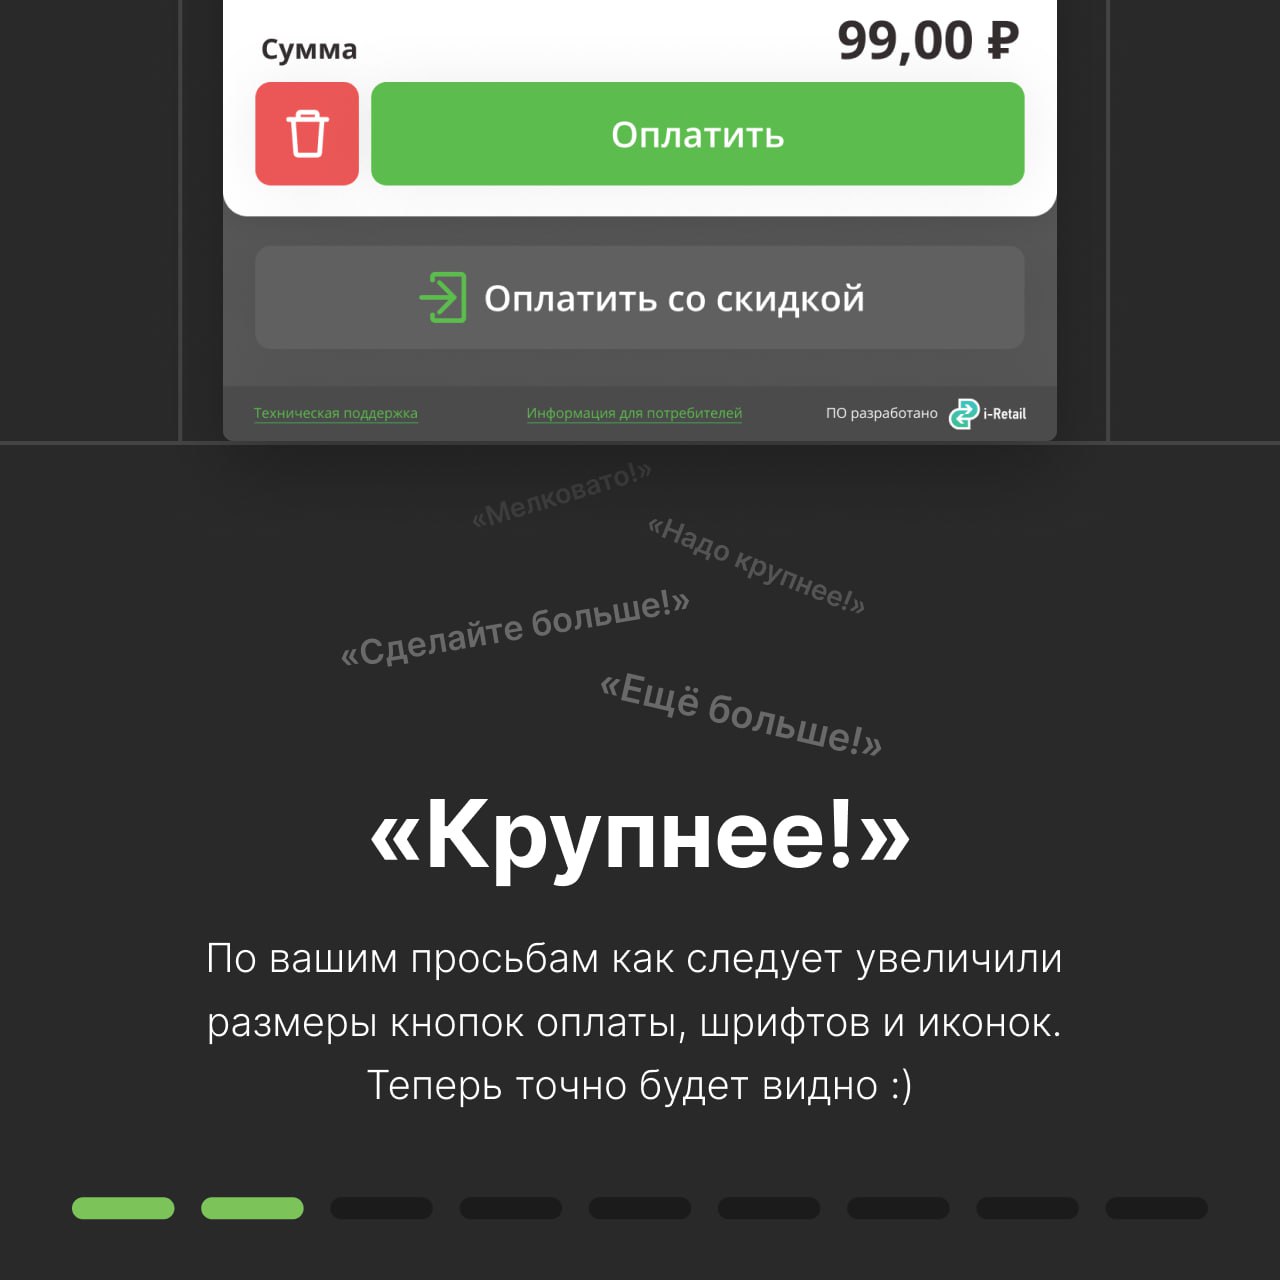 Сумма
99,00 ₽
Оплатить
Оплатить со скидкой
Техническая поддержка
Информация для потребителей
ПО разработано
i-Retail
«Мелковато!»
«Надо крупнее!»
«Сделайте больше!»
«Ещё больше!»
«Крупнее!»
По вашим просьбам как следует увеличили
размеры кнопок оплаты, шрифтов и иконок.
Теперь точно будет видно :)